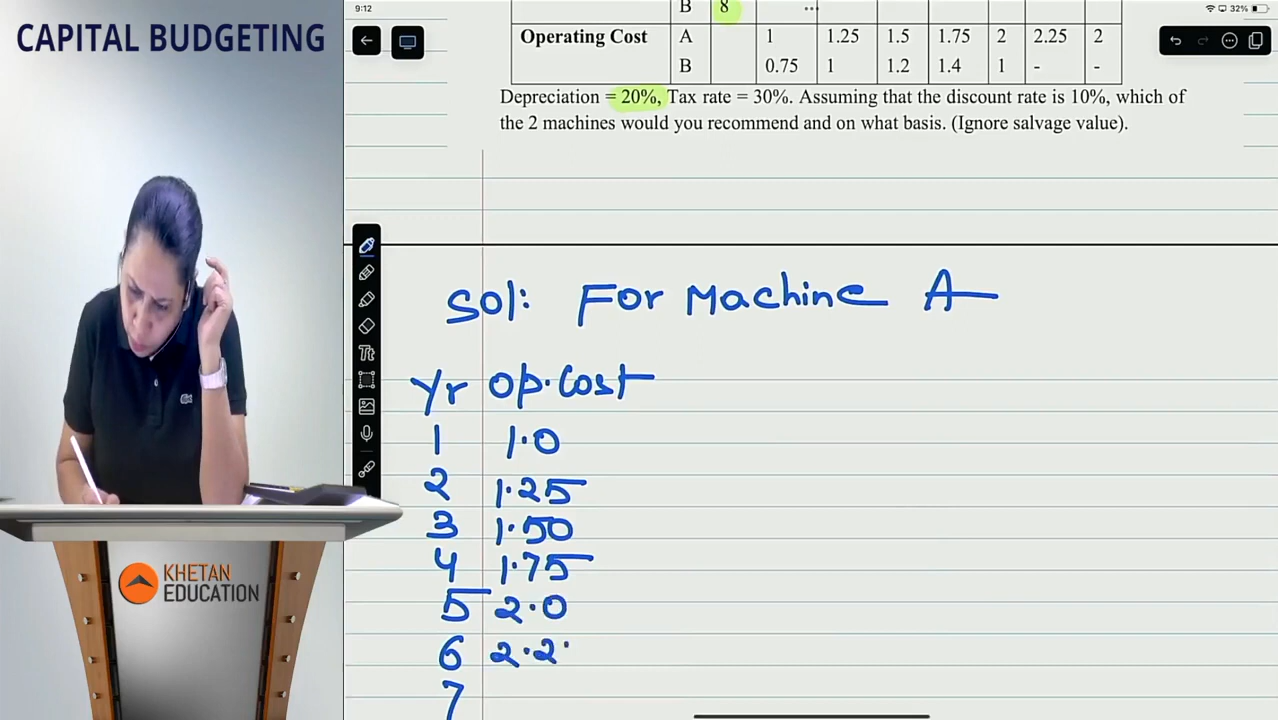 9:12
32%
CAPITAL BUDGETING
B 8
Operating Cost A 1 1.25 1.5 1.75 2 2.25 2
B 0.75 1 1.2 1.4 1 - -
Depreciation = 20%, Tax rate = 30%. Assuming that the discount rate is 10%, which of
the 2 machines would you recommend and on what basis. (Ignore salvage value).
Tt
Sol: For Machine A
Yr Op. Cost
1 1.0
2 1.25
3 1.50
4 1.75
5 2.0
6 2.2.
7
KHETAN
EDUCATION